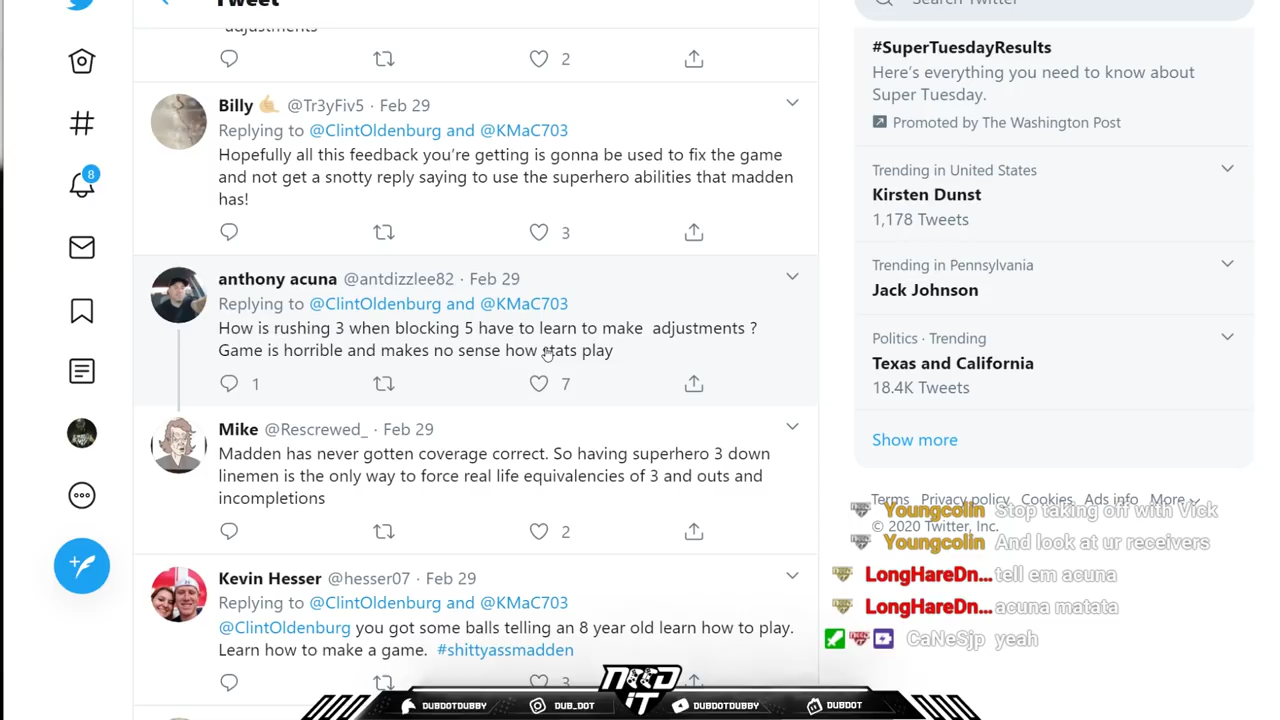 Tweet
Search Twitter
adjustments
2
Billy @Tr3yFiv5 · Feb 29
Replying to @ClintOldenburg and @KMaC703
Hopefully all this feedback you're getting is gonna be used to fix the game
and not get a snotty reply saying to use the superhero abilities that madden
has!
3
anthony acuna @antdizzlee82 · Feb 29
Replying to @ClintOldenburg and @KMaC703
How is rushing 3 when blocking 5 have to learn to make  adjustments ?
Game is horrible and makes no sense how stats play
1
7
Mike @Rescrewed_ · Feb 29
Madden has never gotten coverage correct. So having superhero 3 down
linemen is the only way to force real life equivalencies of 3 and outs and
incompletions
2
Kevin Hesser @hesser07 · Feb 29
Replying to @ClintOldenburg and @KMaC703
@ClintOldenburg you got some balls telling an 8 year old learn how to play.
Learn how to make a game. #shittyassmadden
3
8
#SuperTuesdayResults
Here's everything you need to know about
Super Tuesday.
Promoted by The Washington Post
Trending in United States
Kirsten Dunst
1,178 Tweets
Trending in Pennsylvania
Jack Johnson
Politics · Trending
Texas and California
18.4K Tweets
Show more
Terms Privacy policy Cookies Ads info More
© 2020 Twitter, Inc.
Youngcolin Stop taking off with Vick
Youngcolin And look at ur receivers
LongHareDn... tell em acuna
LongHareDn... acuna matata
CaNeSjp yeah
NEED
IT
DUBDOTDUBBY
DUB_DOT
DUBDOTDUBBY
DUBDOT